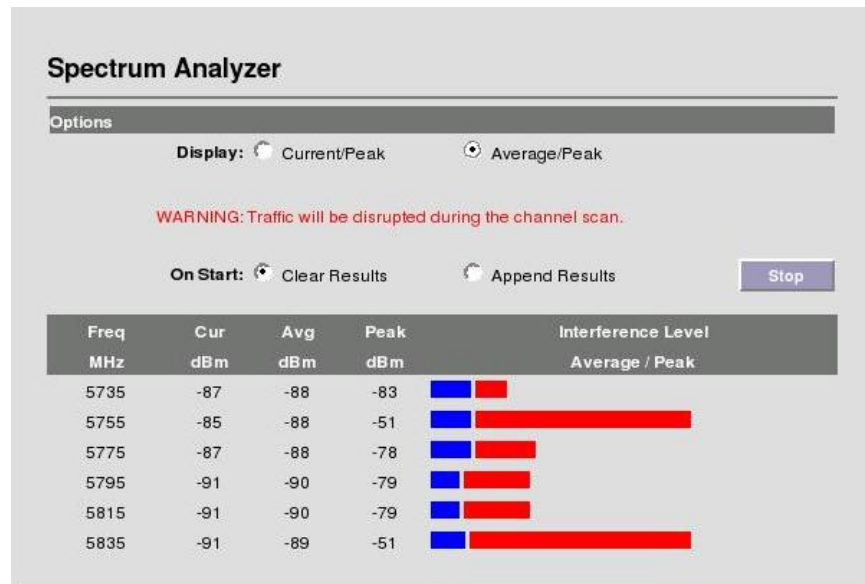 Spectrum Analyzer
Options
Display: Current/Peak Average/Peak
WARNING: Traffic will be disrupted during the channel scan.
On Start: Clear Results Append Results Stop
Freq Cur Avg Peak Interference Level
MHz dBm dBm dBm Average / Peak
5735 -87 -88 -83
5755 -85 -88 -51
5775 -87 -88 -78
5795 -91 -90 -79
5815 -91 -90 -79
5835 -91 -89 -51